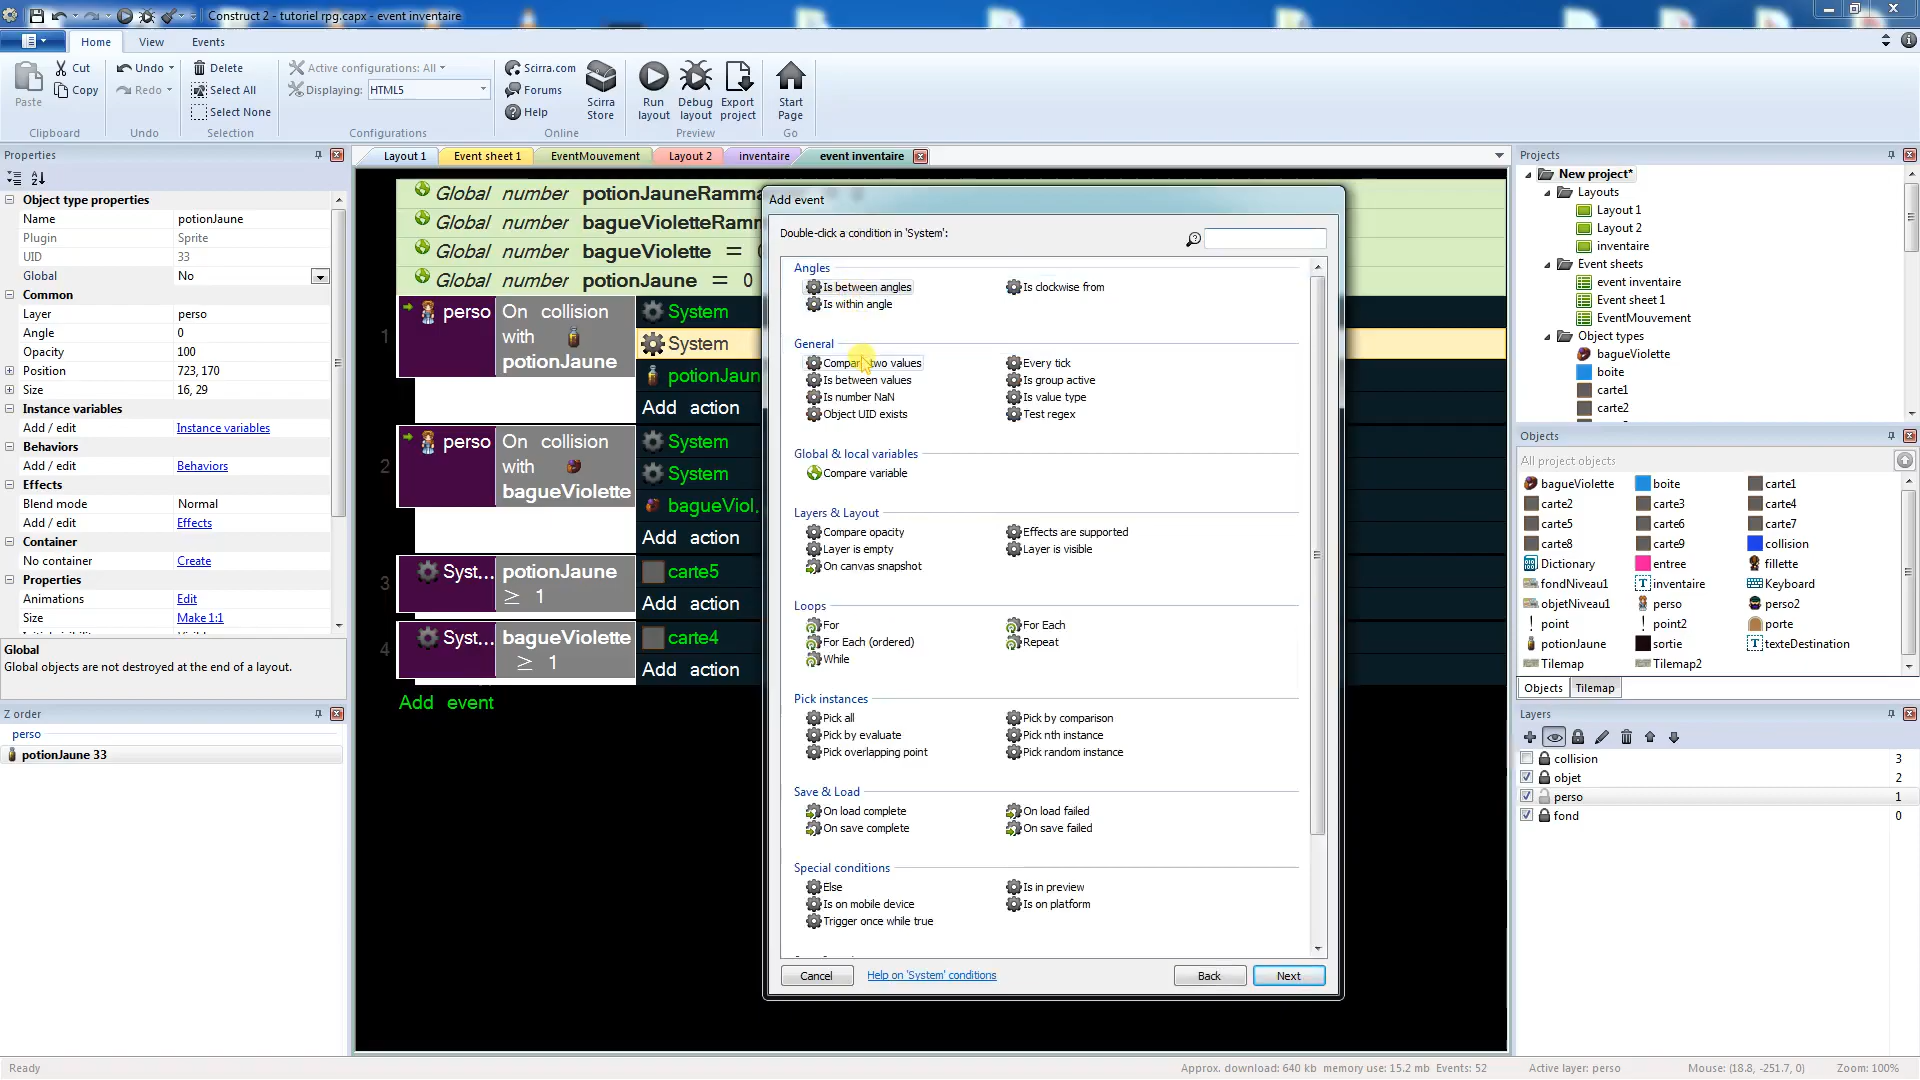 Construct 2 - tutoriel rpg.capx - event inventaire
Home View Events
Paste
Cut
Copy
Clipboard
Undo
Redo
Undo
Delete
Select All
Select None
Selection
Active configurations: All
Displaying: HTML5
Configurations
Scirra.com
Forums
Help
Scirra Store
Online
Run layout
Debug layout
Export project
Preview
Start Page
Go
Properties
Object type properties
Name potionJaune
Plugin Sprite
UID 33
Global No
Common
Layer perso
Angle 0
Opacity 100
Position 723, 170
Size 16, 29
Instance variables
Add / edit Instance variables
Behaviors
Add / edit Behaviors
Effects
Blend mode Normal
Add / edit Effects
Container
No container Create
Properties
Animations Edit
Size Make 1:1
Global
Global objects are not destroyed at the end of a layout.
Z order
perso
potionJaune 33
Layout 1 Event sheet 1 EventMouvement Layout 2 inventaire event inventaire
Global number potionJauneRamma
Global number bagueVioletteRamm
Global number bagueViolette =
Global number potionJaune = 0
1
perso On collision
with
potionJaune
System
System
potionJaun
Add action
2
perso On collision
with
bagueViolette
System
System
bagueViol.
Add action
3
Syst... potionJaune
≥ 1
carte5
Add action
4
Syst... bagueViolette
≥ 1
carte4
Add action
Add event
Add event
Double-click a condition in 'System':
Angles
Is between angles Is clockwise from
Is within angle
General
Compare two values Every tick
Is between values Is group active
Is number NaN Is value type
Object UID exists Test regex
Global & local variables
Compare variable
Layers & Layout
Compare opacity Effects are supported
Layer is empty Layer is visible
On canvas snapshot
Loops
For For Each
For Each (ordered) Repeat
While
Pick instances
Pick all Pick by comparison
Pick by evaluate Pick nth instance
Pick overlapping point Pick random instance
Save & Load
On load complete On load failed
On save complete On save failed
Special conditions
Else Is in preview
Is on mobile device Is on platform
Trigger once while true
Cancel Help on 'System' conditions Back Next
Projects
New project*
Layouts
Layout 1
Layout 2
inventaire
Event sheets
event inventaire
Event sheet 1
EventMouvement
Object types
bagueViolette
boite
carte1
carte2
Objects
All project objects
bagueViolette boite carte1
carte2 carte3 carte4
carte5 carte6 carte7
carte8 carte9 collision
Dictionary entree fillette
fondNiveau1 inventaire Keyboard
objetNiveau1 perso perso2
point point2 porte
potionJaune sortie texteDestination
Tilemap Tilemap2
Objects Tilemap
Layers
collision 3
objet 2
perso 1
fond 0
Ready
Approx. download: 640 kb memory use: 15.2 mb Events: 52 Active layer: perso Mouse: (18.8, -251.7, 0) Zoom: 100%